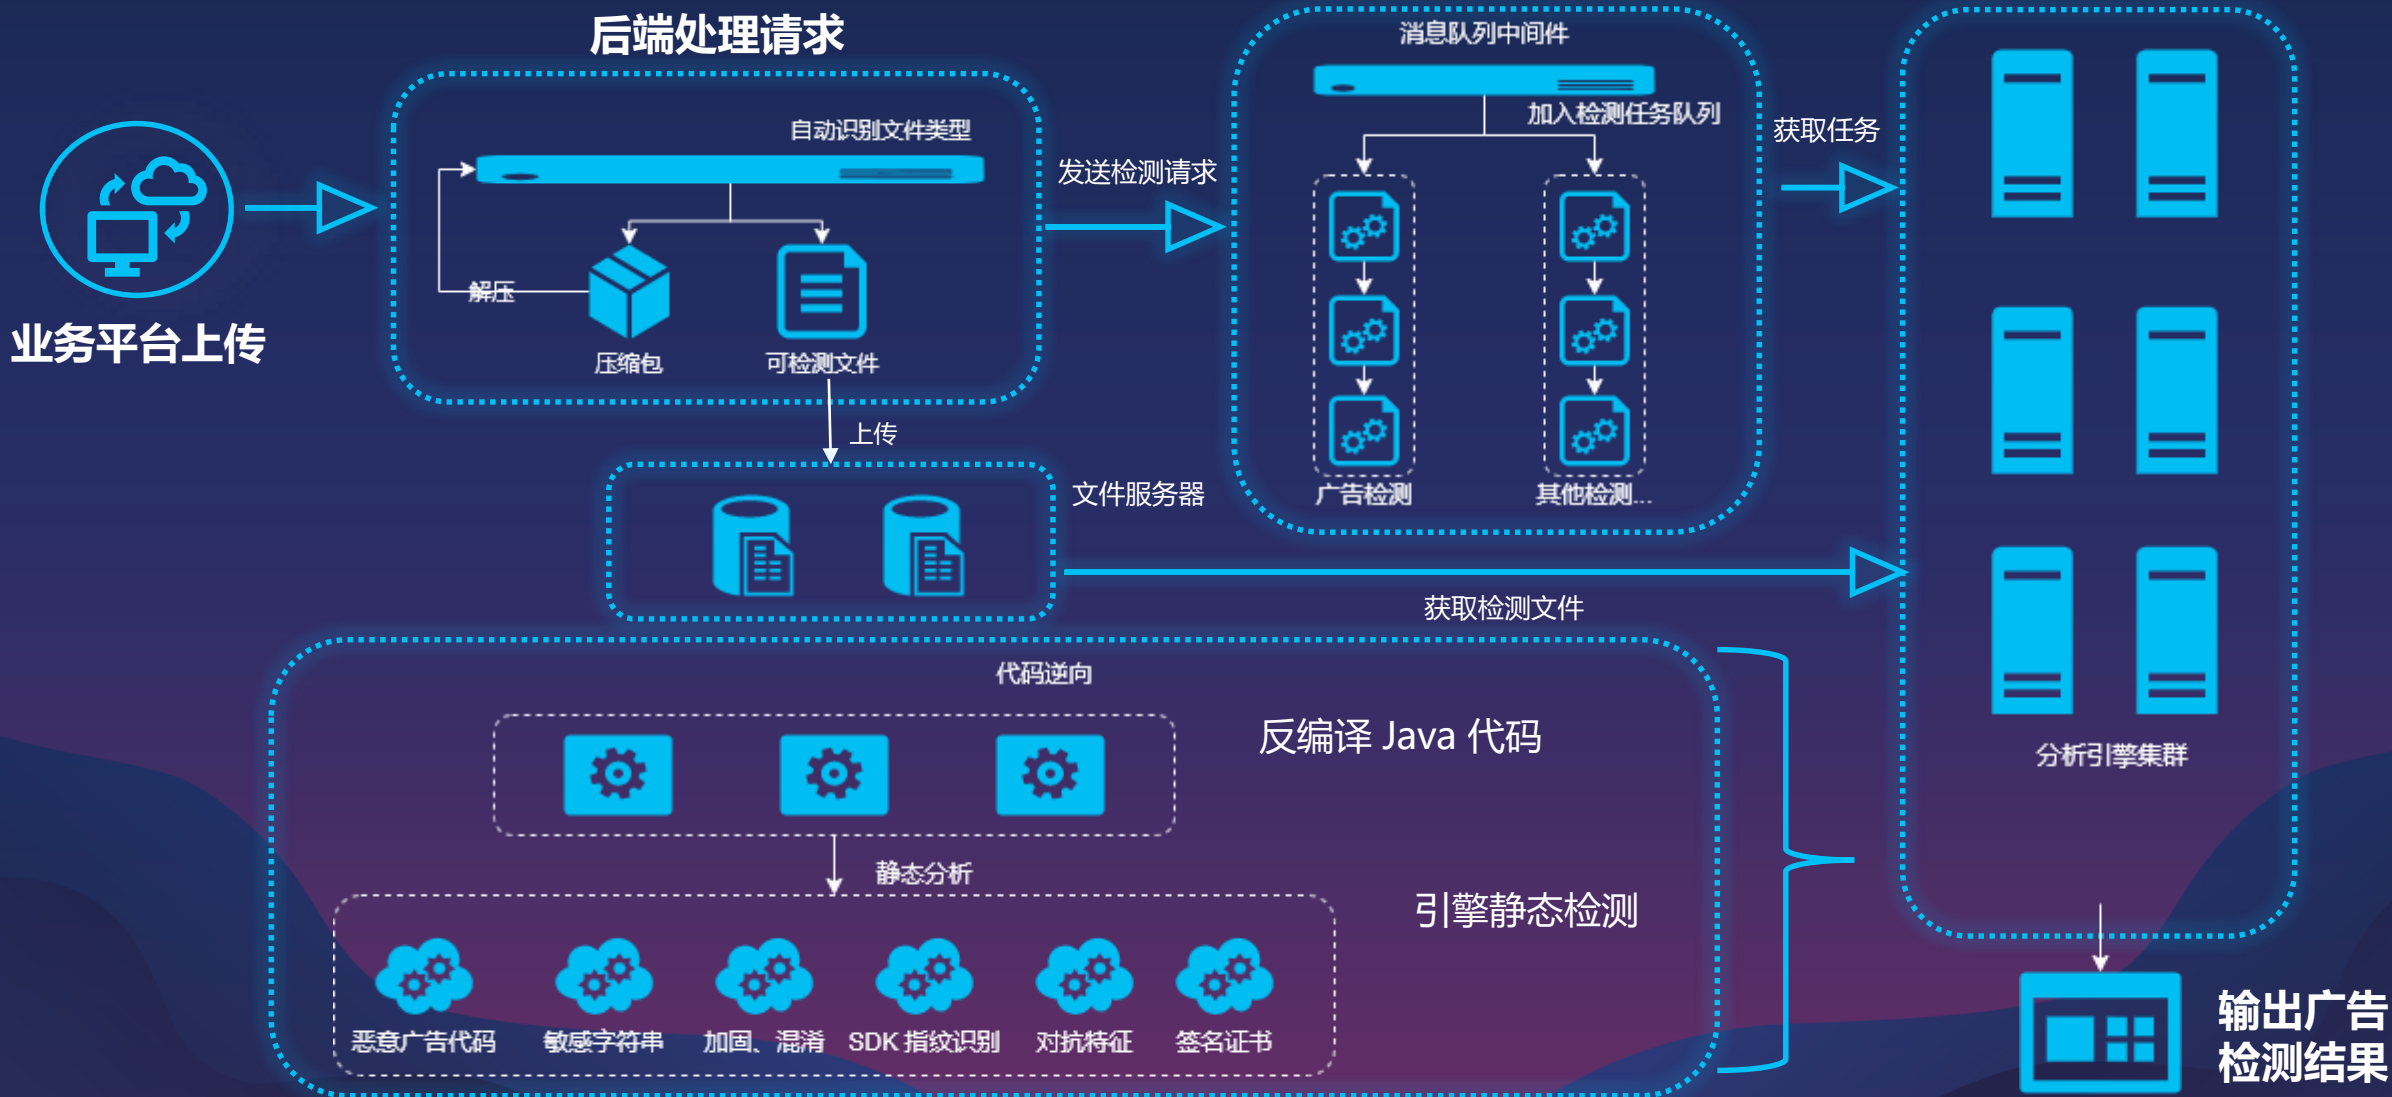 后端处理请求
消息队列中间件
自动识别文件类型
加入检测任务队列
获取任务
发送检测请求
解压
业务平台上传
压缩包
可检测文件
上传
文件服务器
广告检测
其他检测...
获取检测文件
代码逆向
反编译 Java 代码
分析引擎集群
静态分析
引擎静态检测
恶意广告代码
敏感字符串
加固、混淆
SDK 指纹识别
对抗特征
签名证书
输出广告
检测结果